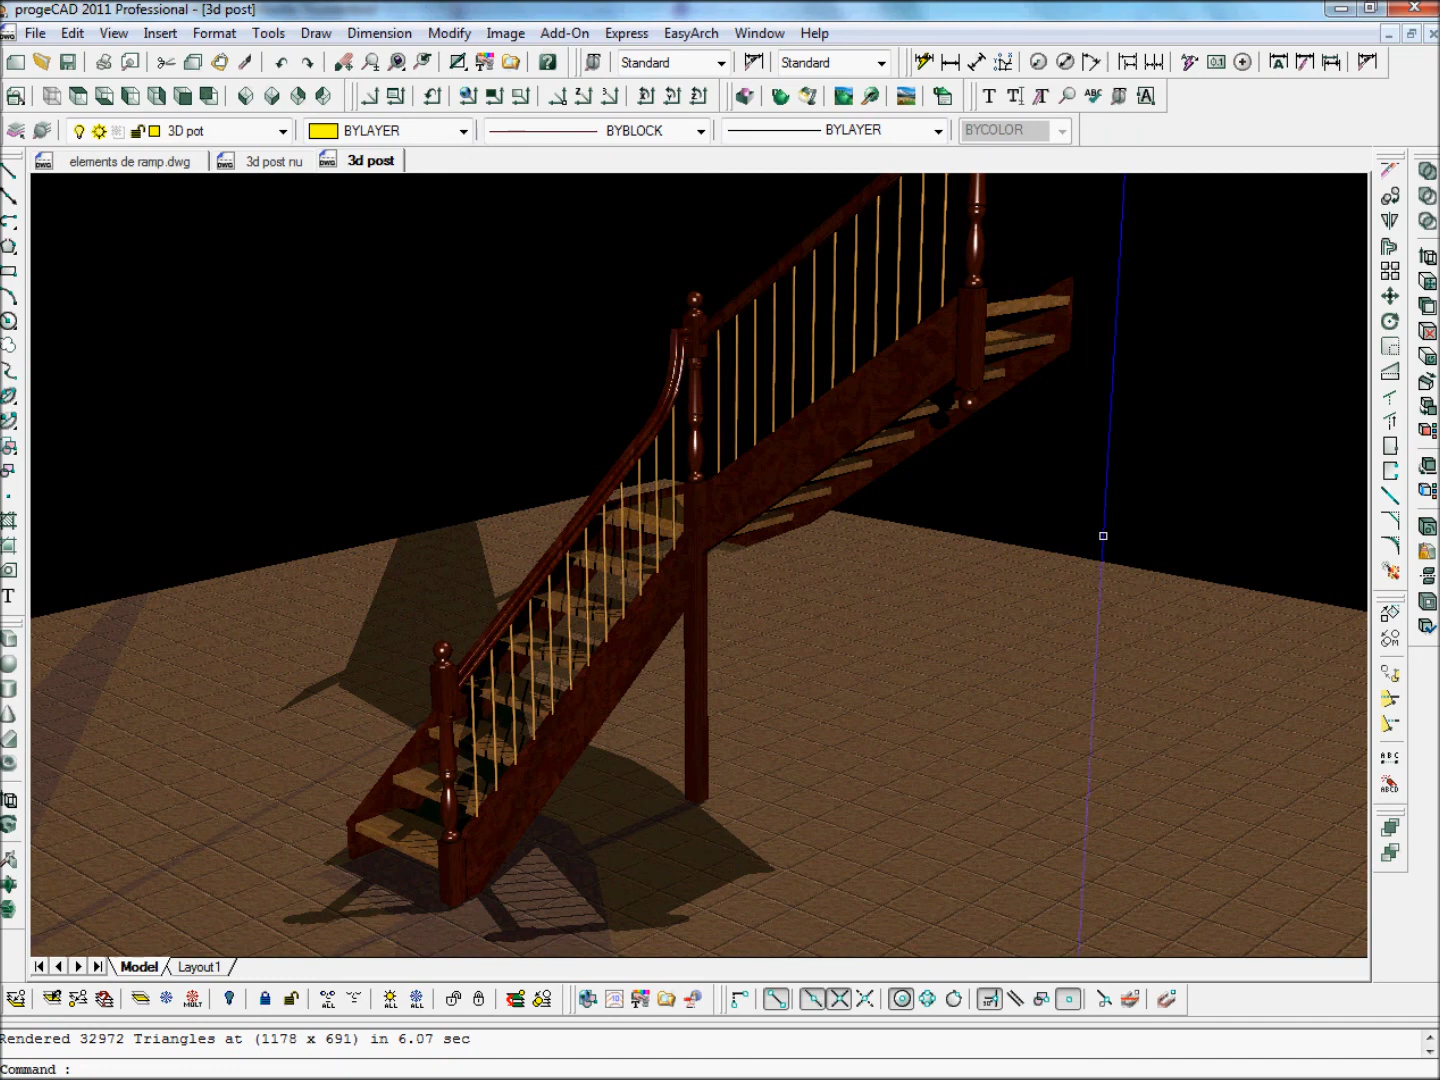 progeCAD 2011 Professional - [3d post]
File Edit View Insert Format Tools Draw Dimension Modify Image Add-On Express EasyArch Window Help
Standard Standard
T T ABC A
3D pot BYLAYER BYBLOCK BYLAYER BYCOLOR
elements de ramp.dwg 3d post nu 3d post
T
Model Layout1
Rendered 32972 Triangles at (1178 x 691) in 6.07 sec
Command :